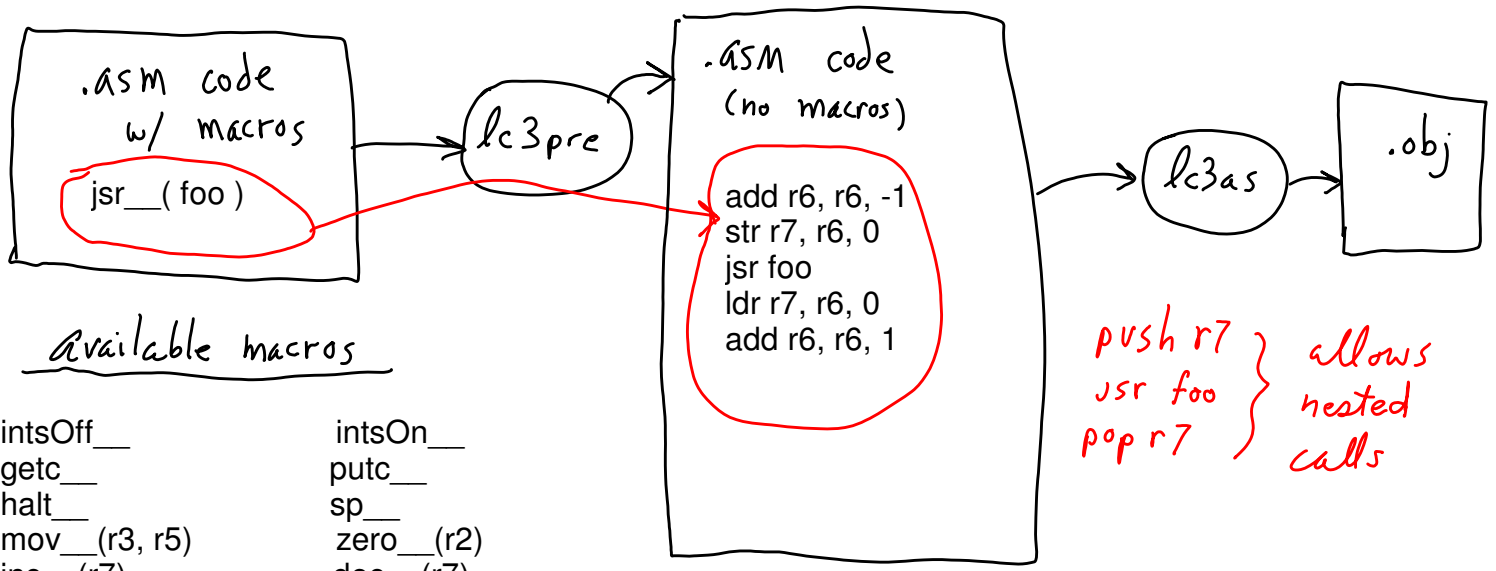 .asm code
w/ macros
jsr__( foo )
lc3pre
.asm code
(no macros)
add r6, r6, -1
str r7, r6, 0
jsr foo
ldr r7, r6, 0
add r6, r6, 1
lc3as
.obj
push r7
jsr foo
pop r7
allows
nested
calls
available macros
intsOff__ intsOn__
getc__ putc__
halt__ sp__
mov__(r3, r5) zero__(r2)